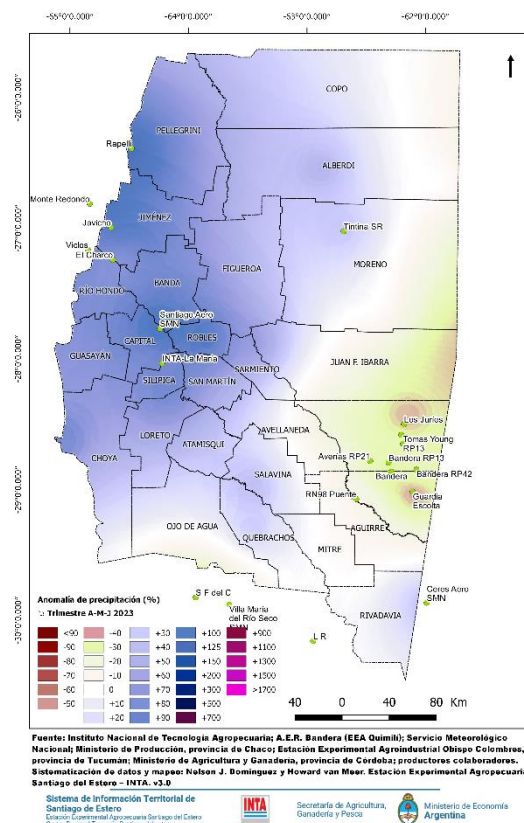 -65°0'0.000" -64°0'0.000" -53°0'0.000" -62°0'0.000"
-26°0'0.000"
-27°0'0.000"
-28°0'0.000"
-29°0'0.000"
-30°0'0.000"
COPO
PELLEGRINI
Rapelli
ALBERDI
Monte Redondo
Javicho
JIMÉNEZ
Tintina SR
Viclos
El Charco
FIGUEROA
MORENO
BANDA
RÍO HONDO
Santiago Aero
SMN
CAPITAL
ROBLES
GUASAYAN
INTA-La María
JUAN F. IBARRA
SILIPICA
SAN MARTÍN
SARMIENTO
Los Juríes
LORETO
AVELLANEDA
Tomas Young
RP13
CHOYA
ATAMISQUI
Averias RP21
Bandera RP13
Bandera
Bandera RP42
SALAVINA
RN98 Puente
Guardia
Escolta
OJO DE AGUA
QUEBRACHOS
AGUIRRE
MITRE
RIVADAVIA
Ceres Aero
SMN
S F del C
Villa María
del Río Seco
SMN
L R
Anomalía de precipitación (%)
Trimestre A-M-J 2023
<90 -40 +30 +100 +900
-90 -30 +40 +125 +1100
-80 -20 +50 +150 +1300
-70 -10 +60 +200 +1500
-60 0 +70 +300 >1700
-50 +10 +80 +500
+20 +90 +700
40 0 40 80 Km
Fuente: Instituto Nacional de Tecnología Agropecuaria; A.E.R. Bandera (EEA Quimilí); Servicio Meteorológico
Nacional; Ministerio de Producción, provincia de Chaco; Estación Experimental Agroindustrial Obispo Colombres,
provincia de Tucumán; Ministerio de Agricultura y Ganadería, provincia de Córdoba; productores colaboradores.
Sistematización de datos y mapeo: Nelson J. Domínguez y Howard van Meer. Estación Experimental Agropecuaria
Santiago del Estero – INTA. v3.0
Sistema de Información Territorial de
Santiago de Estero
Estación Experimental Agropecuaria Santiago del Estero
INTA
Secretaría de Agricultura,
Ganadería y Pesca
Ministerio de Economía
Argentina